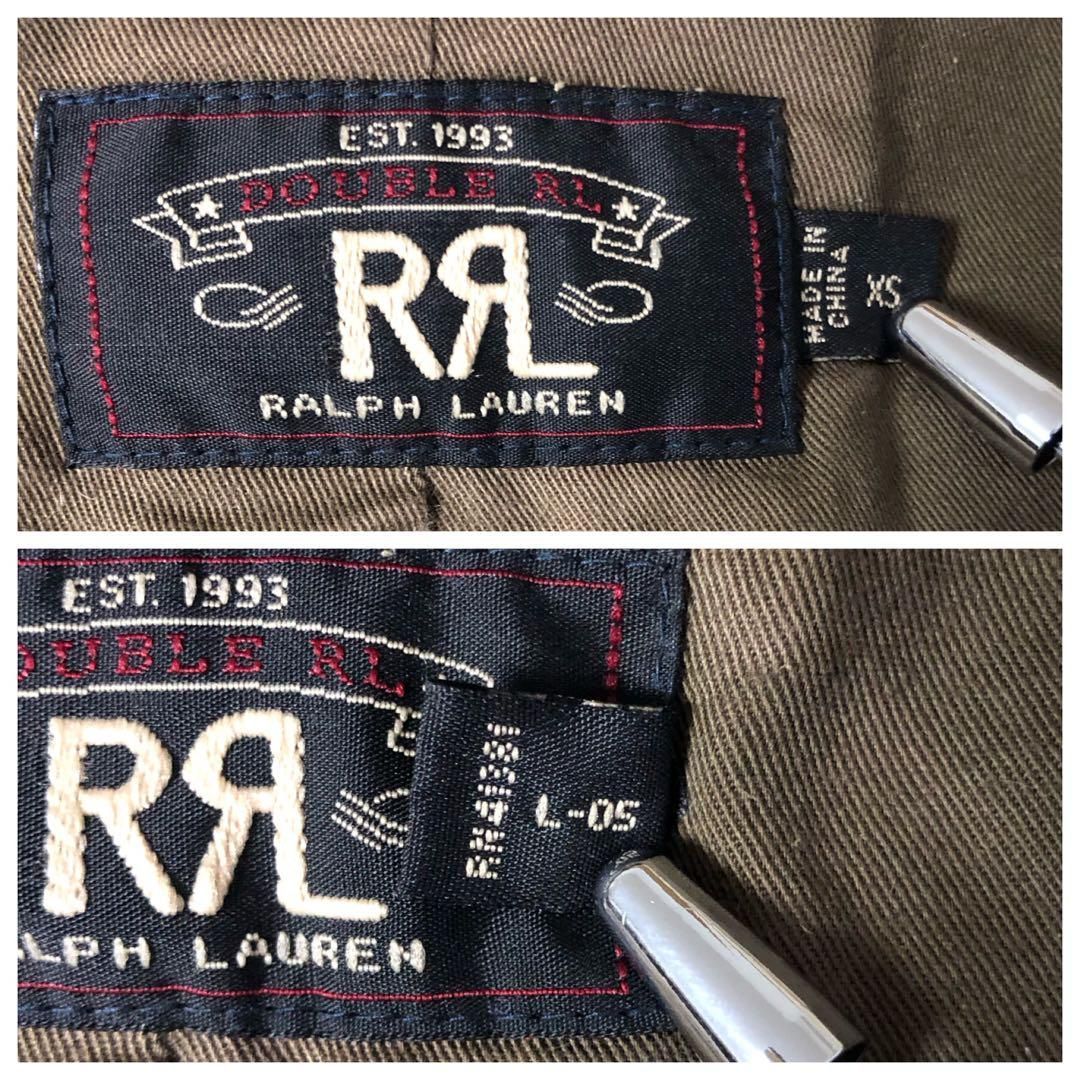 EST. 1993
DOUBLE RL
RRL
RALPH LAUREN
MADE IN
CHINA
XS
EST. 1993
OUBLE RL
RRL
ALPH LAUREN
RN41381
L-05